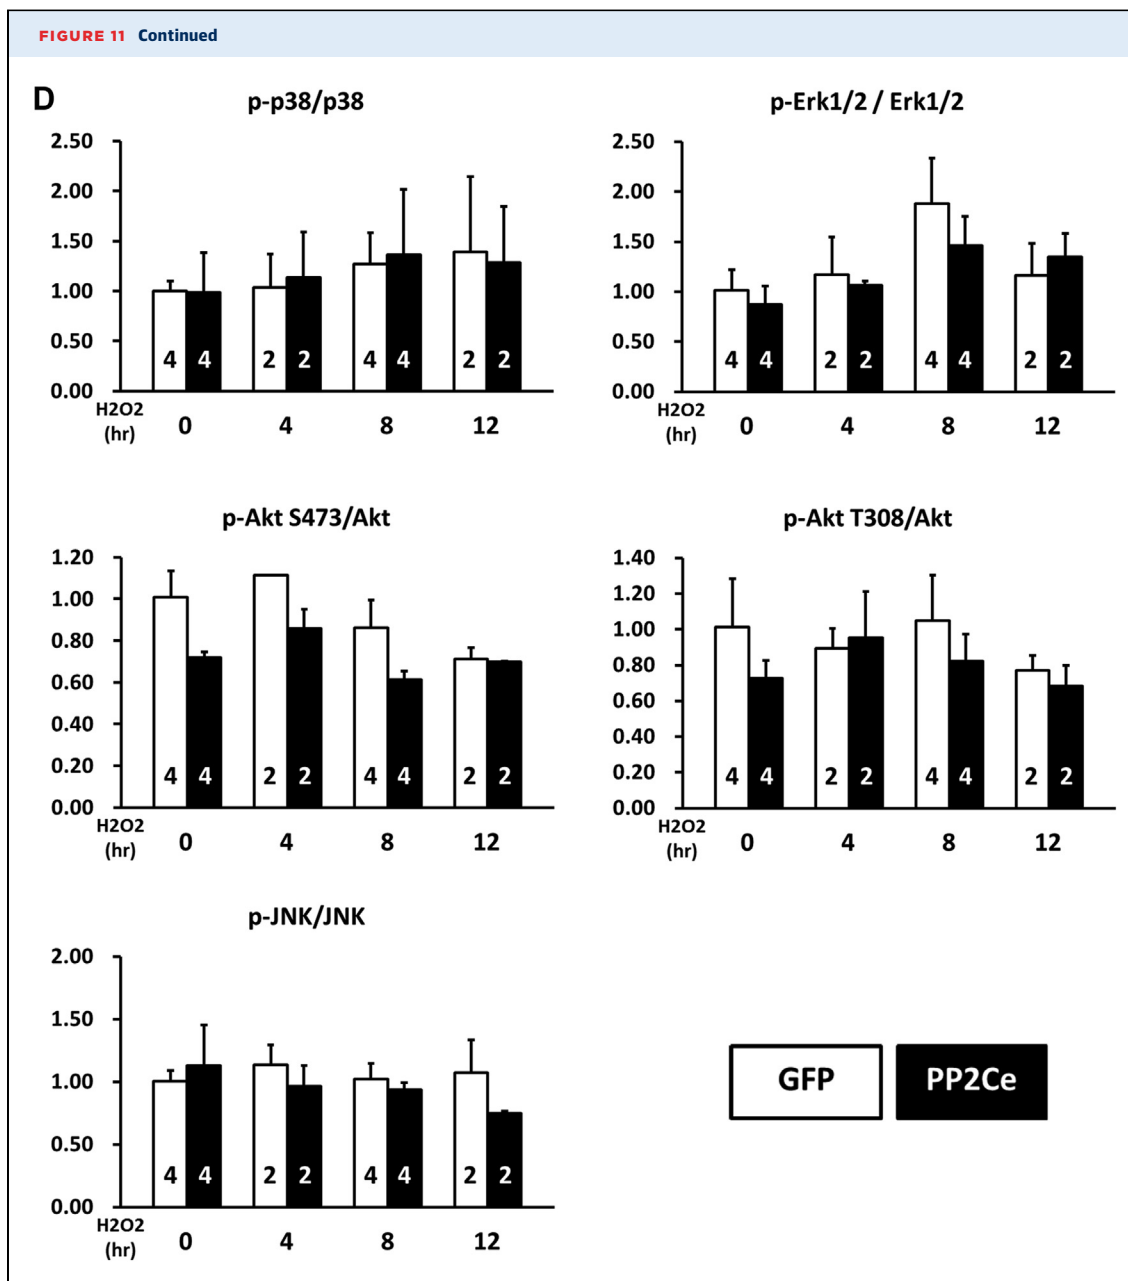 FIGURE 11 Continued
D
p-p38/p38
2.50
2.00
1.50
1.00
0.50
0.00
4 4 2 2 4 4 2 2
H2O2
(hr)
0 4 8 12
p-Erk1/2 / Erk1/2
2.50
2.00
1.50
1.00
0.50
0.00
4 4 2 2 4 4 2 2
H2O2
(hr)
0 4 8 12
p-Akt S473/Akt
1.20
1.00
0.80
0.60
0.40
0.20
0.00
4 4 2 2 4 4 2 2
H2O2
(hr)
0 4 8 12
p-Akt T308/Akt
1.40
1.20
1.00
0.80
0.60
0.40
0.20
0.00
4 4 2 2 4 4 2 2
H2O2
(hr)
0 4 8 12
p-JNK/JNK
2.00
1.50
1.00
0.50
0.00
4 4 2 2 4 4 2 2
H2O2
(hr)
0 4 8 12
GFP PP2Ce